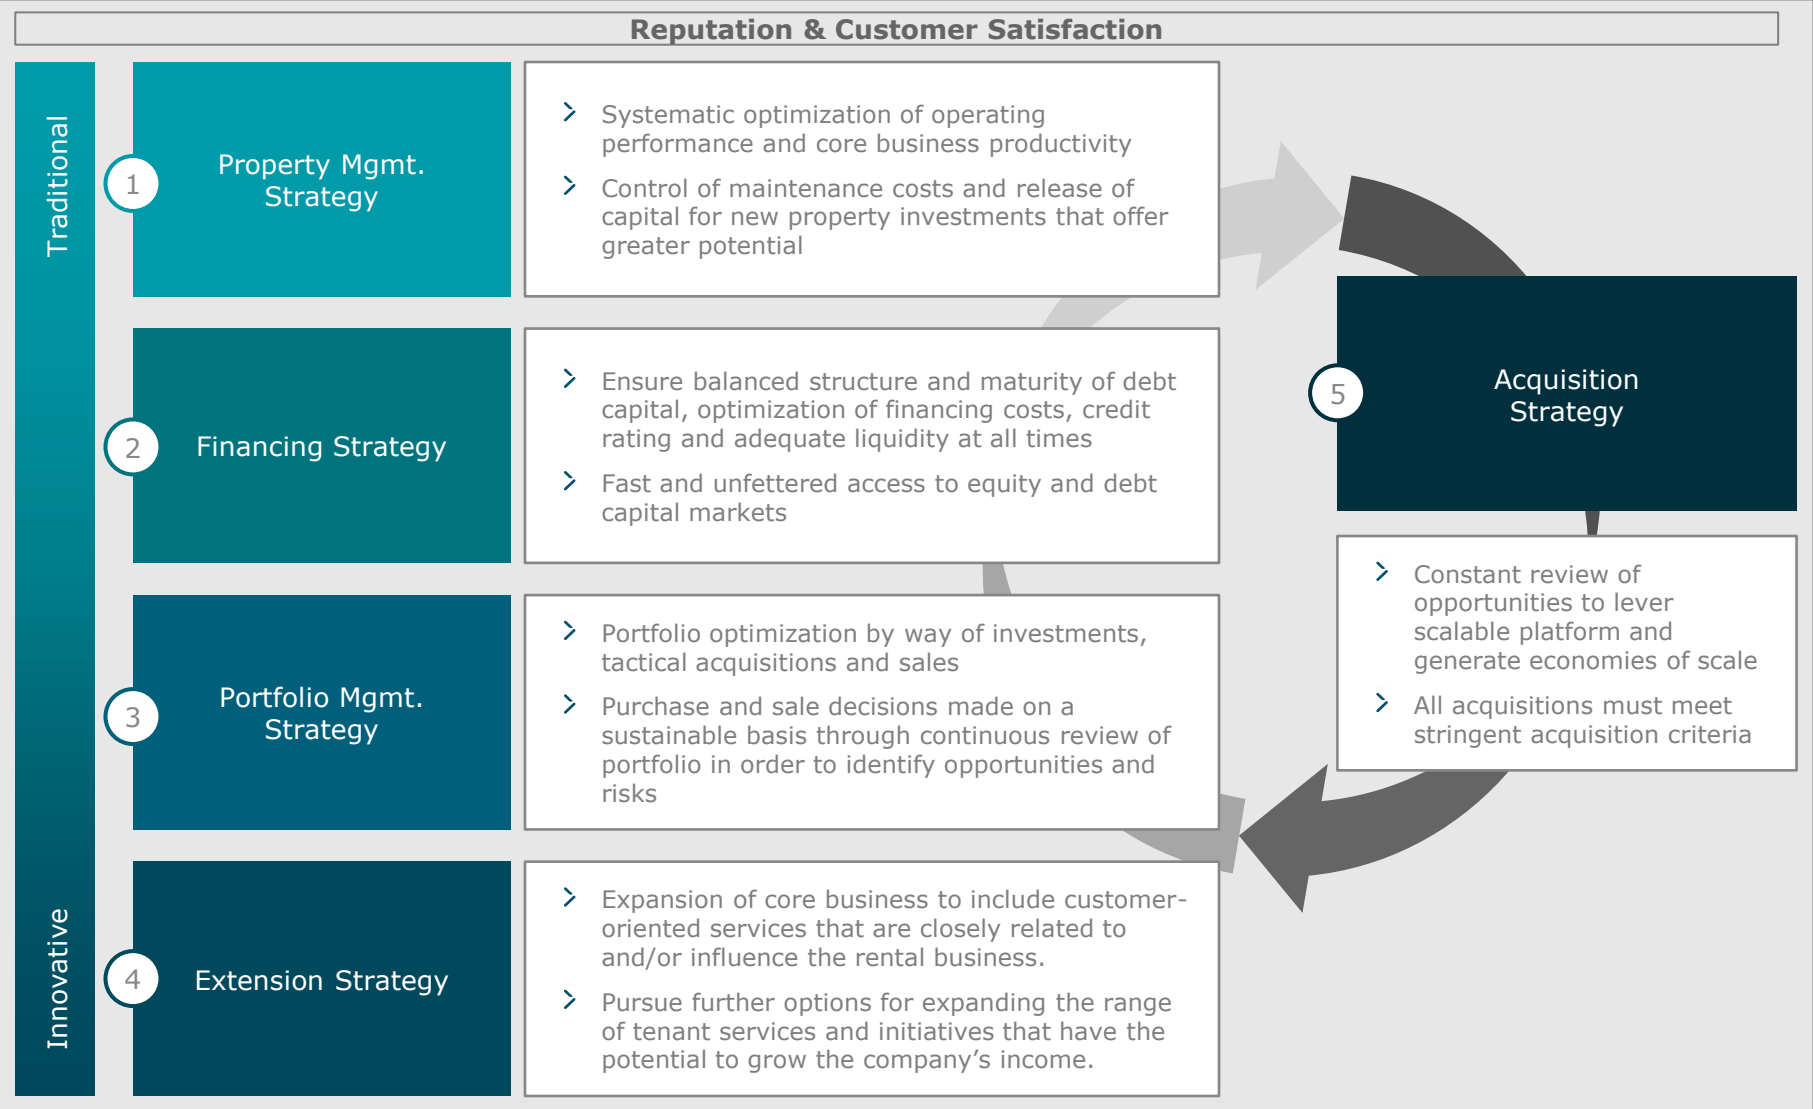 Reputation & Customer Satisfaction
Traditional
Innovative
1
Property Mgmt.
Strategy
Systematic optimization of operating
performance and core business productivity
Control of maintenance costs and release of
capital for new property investments that offer
greater potential
2
Financing Strategy
Ensure balanced structure and maturity of debt
capital, optimization of financing costs, credit
rating and adequate liquidity at all times
Fast and unfettered access to equity and debt
capital markets
3
Portfolio Mgmt.
Strategy
Portfolio optimization by way of investments,
tactical acquisitions and sales
Purchase and sale decisions made on a
sustainable basis through continuous review of
portfolio in order to identify opportunities and
risks
4
Extension Strategy
Expansion of core business to include customer-
oriented services that are closely related to
and/or influence the rental business.
Pursue further options for expanding the range
of tenant services and initiatives that have the
potential to grow the company’s income.
5
Acquisition
Strategy
Constant review of
opportunities to lever
scalable platform and
generate economies of scale
All acquisitions must meet
stringent acquisition criteria